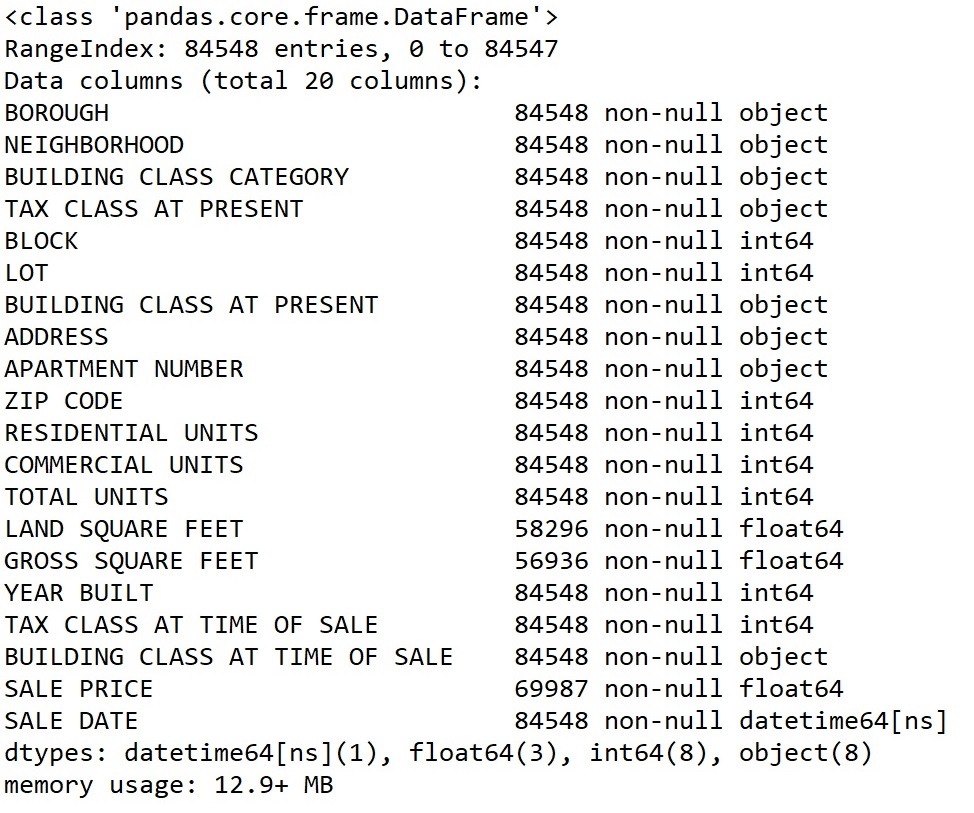 <class 'pandas.core.frame.DataFrame'>
RangeIndex: 84548 entries, 0 to 84547
Data columns (total 20 columns):
BOROUGH                           84548 non-null object
NEIGHBORHOOD                      84548 non-null object
BUILDING CLASS CATEGORY           84548 non-null object
TAX CLASS AT PRESENT              84548 non-null object
BLOCK                             84548 non-null int64
LOT                               84548 non-null int64
BUILDING CLASS AT PRESENT         84548 non-null object
ADDRESS                           84548 non-null object
APARTMENT NUMBER                  84548 non-null object
ZIP CODE                          84548 non-null int64
RESIDENTIAL UNITS                 84548 non-null int64
COMMERCIAL UNITS                  84548 non-null int64
TOTAL UNITS                       84548 non-null int64
LAND SQUARE FEET                  58296 non-null float64
GROSS SQUARE FEET                 56936 non-null float64
YEAR BUILT                        84548 non-null int64
TAX CLASS AT TIME OF SALE         84548 non-null int64
BUILDING CLASS AT TIME OF SALE    84548 non-null object
SALE PRICE                        69987 non-null float64
SALE DATE                         84548 non-null datetime64[ns]
dtypes: datetime64[ns](1), float64(3), int64(8), object(8)
memory usage: 12.9+ MB